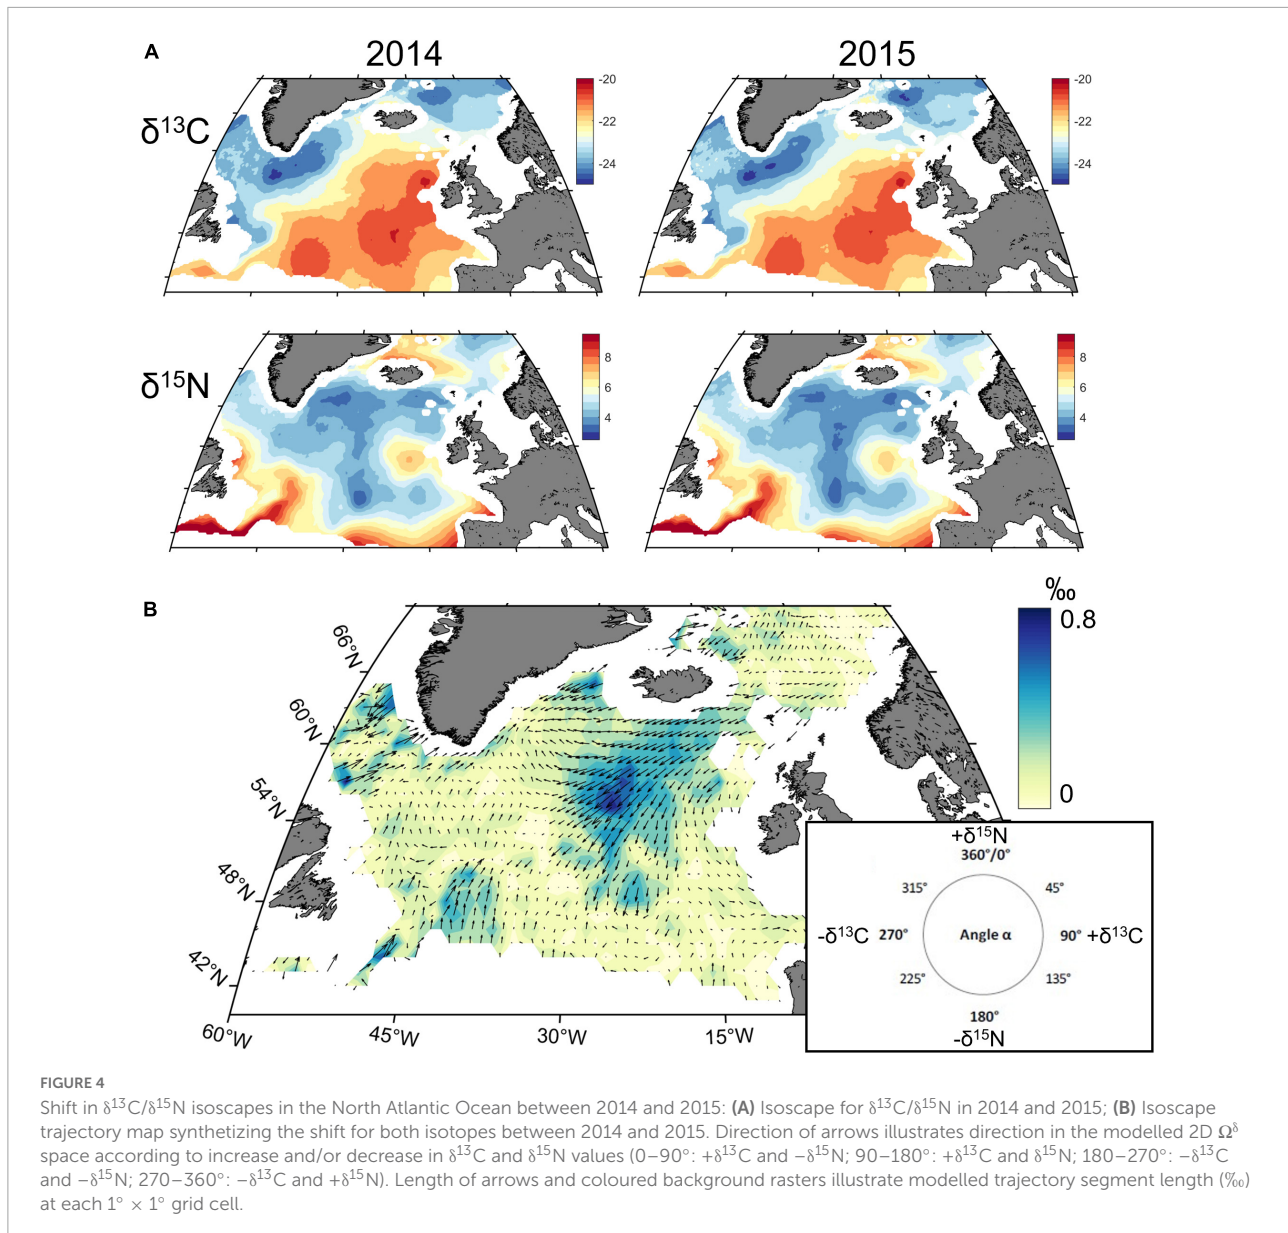 A
2014
2015
δ13C
-20
-22
-24
-20
-22
-24
δ15N
8
6
4
8
6
4
B
‰
0.8
0
66°N
60°N
54°N
48°N
42°N
60°W
45°W
30°W
15°W
+δ15N
360°/0°
315°
45°
-δ13C
270°
Angle α
90°
+δ13C
225°
135°
180°
-δ15N
FIGURE 4
Shift in δ13C/δ15N isoscapes in the North Atlantic Ocean between 2014 and 2015: (A) Isoscape for δ13C/δ15N in 2014 and 2015; (B) Isoscape
trajectory map synthetizing the shift for both isotopes between 2014 and 2015. Direction of arrows illustrates direction in the modelled 2D Ωδ
space according to increase and/or decrease in δ13C and δ15N values (0–90°: +δ13C and −δ15N; 90–180°: +δ13C and δ15N; 180–270°: −δ13C
and −δ15N; 270–360°: −δ13C and +δ15N). Length of arrows and coloured background rasters illustrate modelled trajectory segment length (‰)
at each 1° × 1° grid cell.